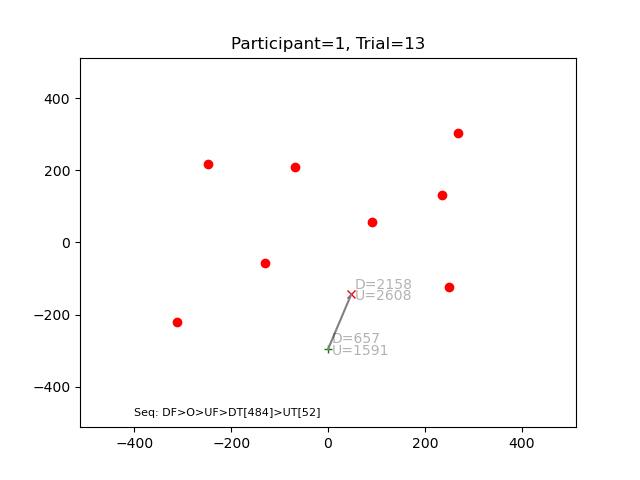 Participant=1, Trial=13
400
200
0
−200
−400
D=2158
U=2608
D=657
U=1591
Seq: DF>O>UF>DT[484]>UT[52]
−400
−200
0
200
400